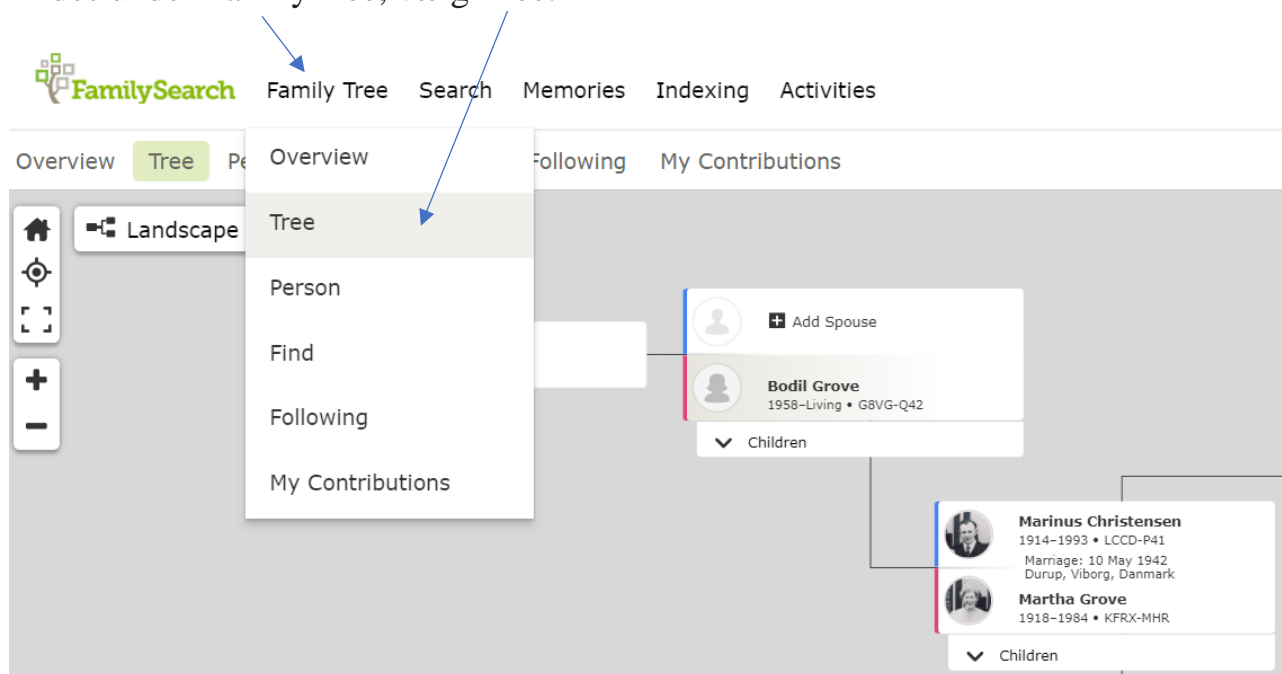 FamilySearch Family Tree Search Memories Indexing Activities
Overview Tree Following My Contributions
Overview
Tree
Person
Find
Following
My Contributions
Landscape
Add Spouse
Bodil Grove
1958–Living • G8VG-Q42
Children
Marinus Christensen
1914–1993 • LCCD-P41
Marriage: 10 May 1942
Durup, Viborg, Danmark
Martha Grove
1918–1984 • KFRX-MHR
Children